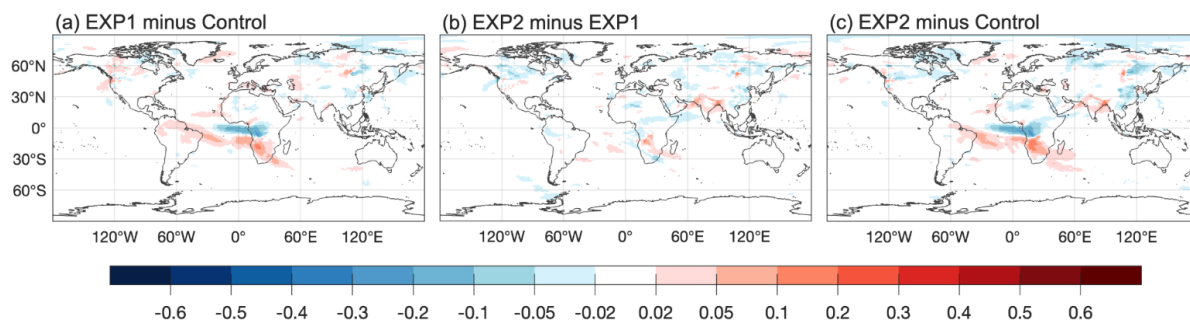 (a) EXP1 minus Control (b) EXP2 minus EXP1 (c) EXP2 minus Control
60°N
30°N
0°
30°S
60°S
120°W 60°W 0° 60°E 120°E 120°W 60°W 0° 60°E 120°E 120°W 60°W 0° 60°E 120°E
-0.6 -0.5 -0.4 -0.3 -0.2 -0.1 -0.05 -0.02 0.02 0.05 0.1 0.2 0.3 0.4 0.5 0.6